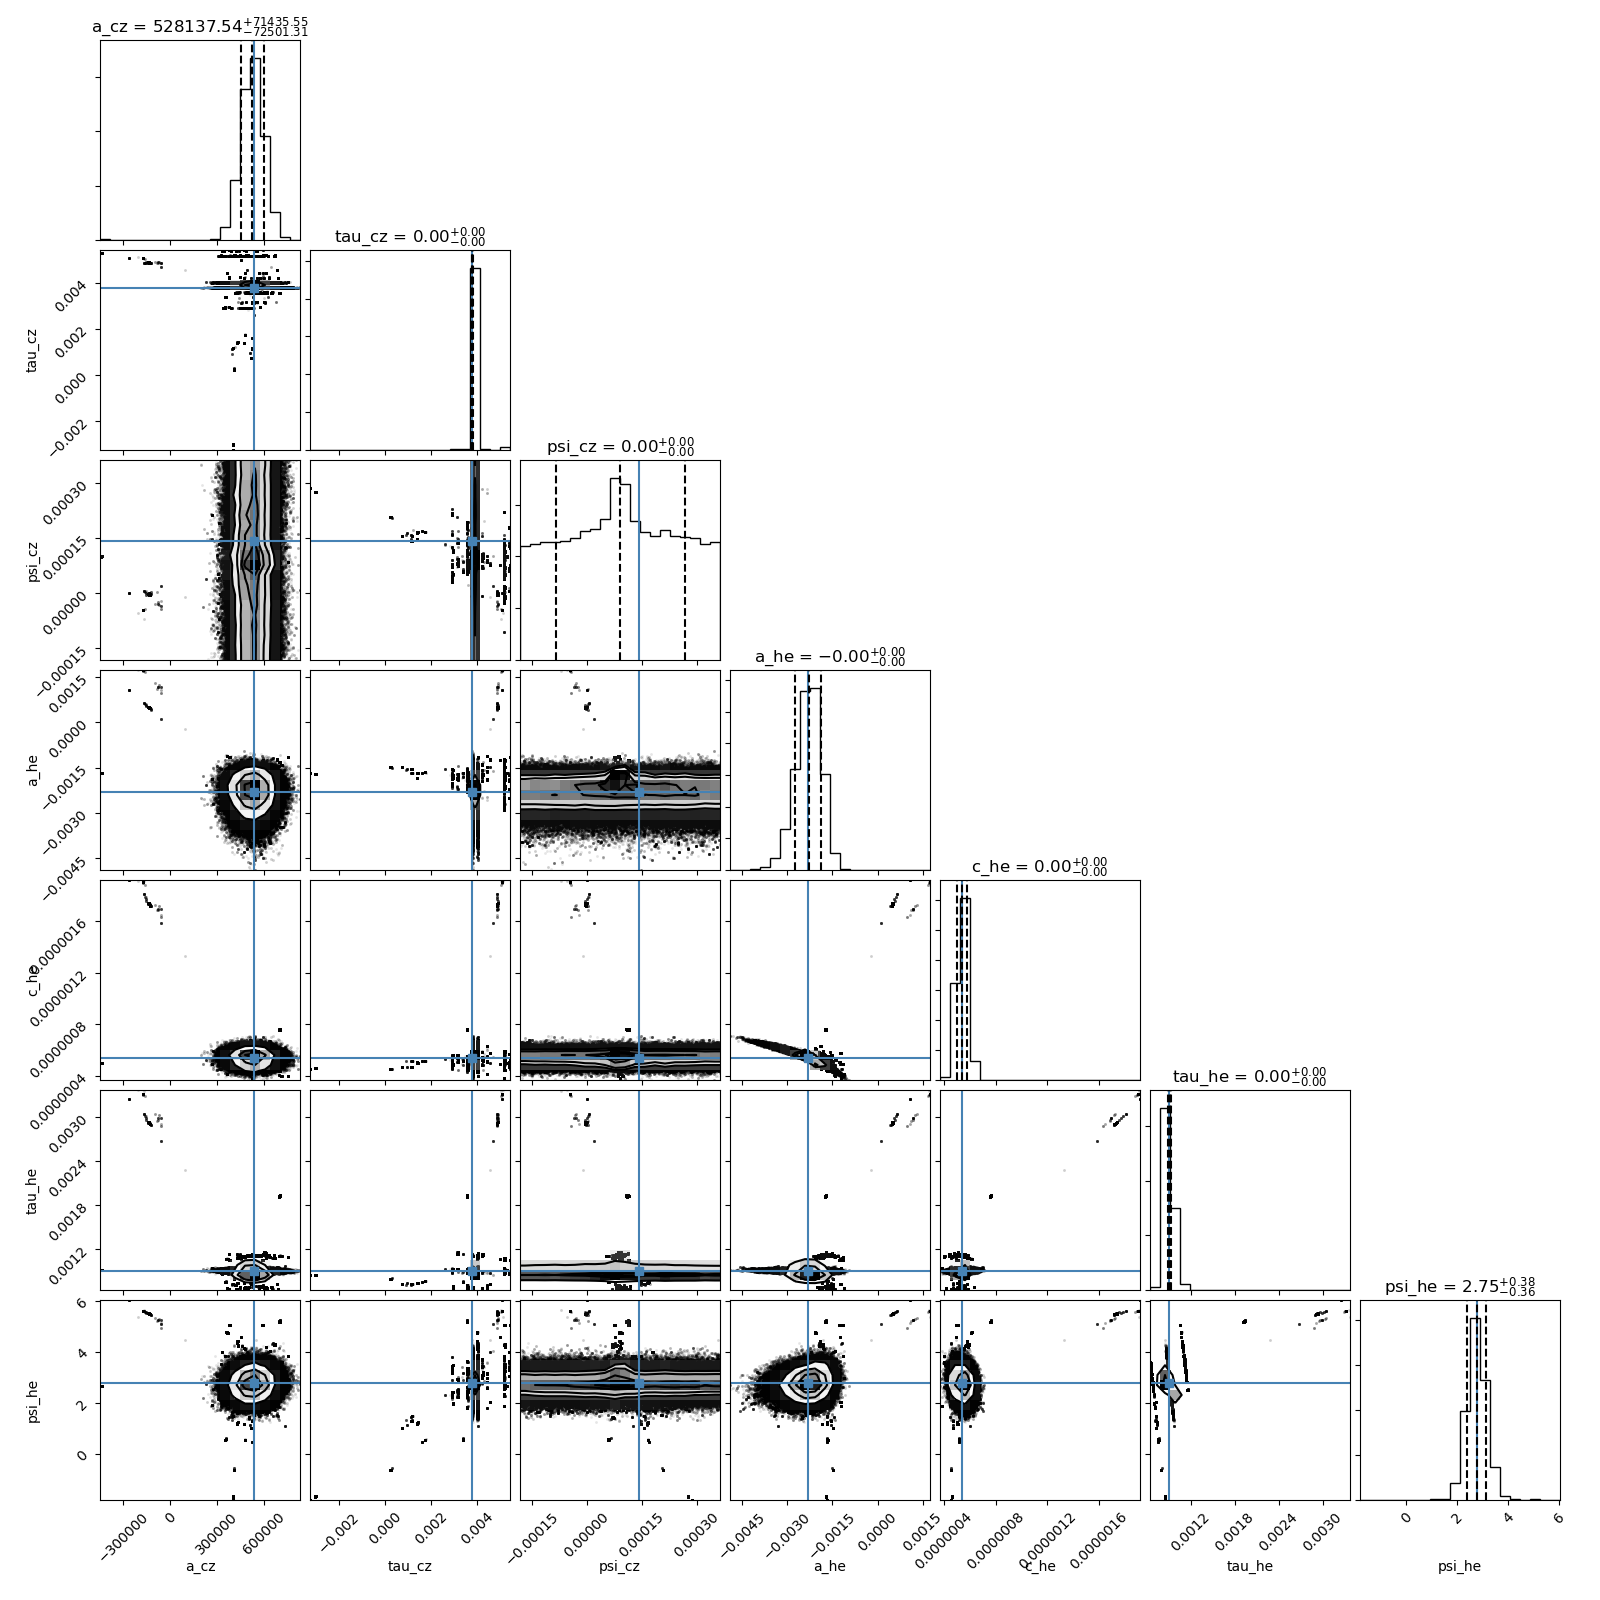 a_cz = 528137.54+71435.55−72501.31
tau_cz = 0.00+0.00−0.00
0.004
0.002
0.000
−0.002
tau_cz
psi_cz = 0.00+0.00−0.00
0.00030
0.00015
0.00000
−0.00015
psi_cz
a_he = −0.00+0.00−0.00
0.0015
0.0000
−0.0015
−0.0030
−0.0045
a_he
c_he = 0.00+0.00−0.00
0.0000016
0.0000012
0.0000008
0.0000004
c_he
tau_he = 0.00+0.00−0.00
0.0030
0.0024
0.0018
0.0012
tau_he
psi_he = 2.75+0.38−0.36
6
4
2
0
psi_he
−300000 0 300000 600000
−0.002 0.000 0.002 0.004
−0.00015 0.00000 0.00015 0.00030
−0.0045 −0.0030 −0.0015 0.0000 0.0015
0.0000004 0.0000008 0.0000012 0.0000016
0.0012 0.0018 0.0024 0.0030
0 2 4 6
a_cz tau_cz psi_cz a_he c_he tau_he psi_he